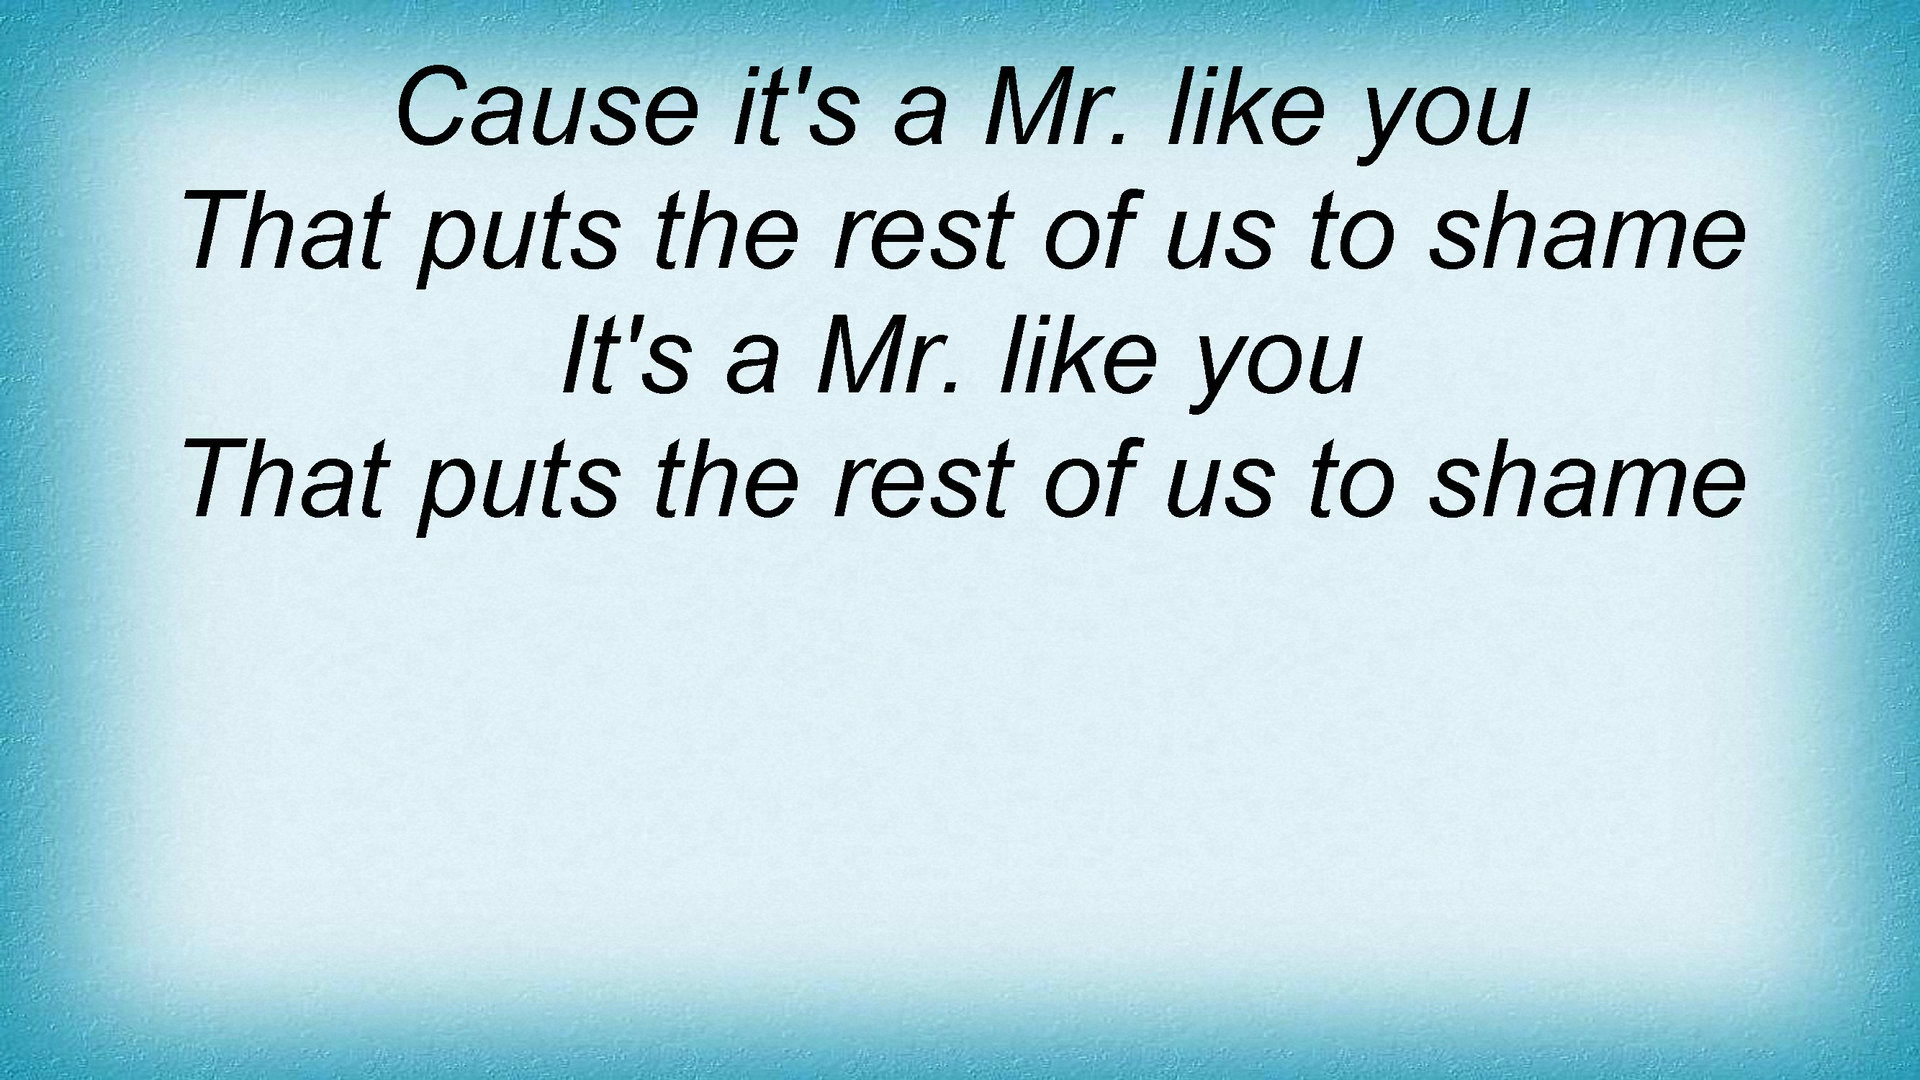 Cause it's a Mr. like you
That puts the rest of us to shame
It's a Mr. like you
That puts the rest of us to shame